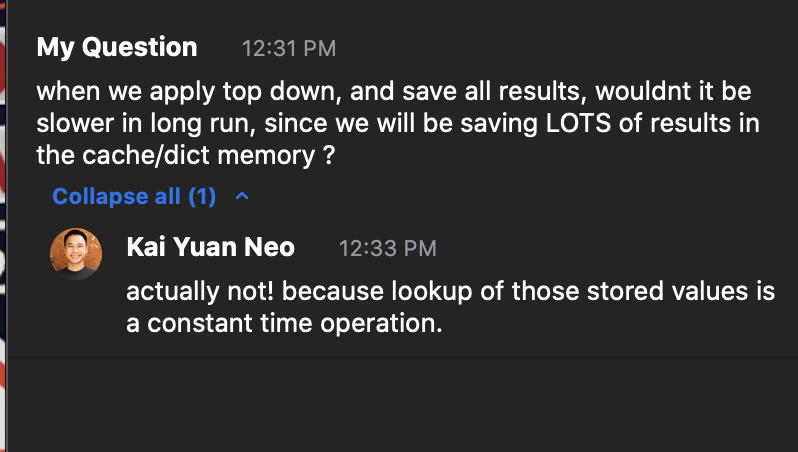 My Question 12:31 PM
when we apply top down, and save all results, wouldnt it be
slower in long run, since we will be saving LOTS of results in
the cache/dict memory ?
Collapse all (1)
Kai Yuan Neo 12:33 PM
actually not! because lookup of those stored values is
a constant time operation.